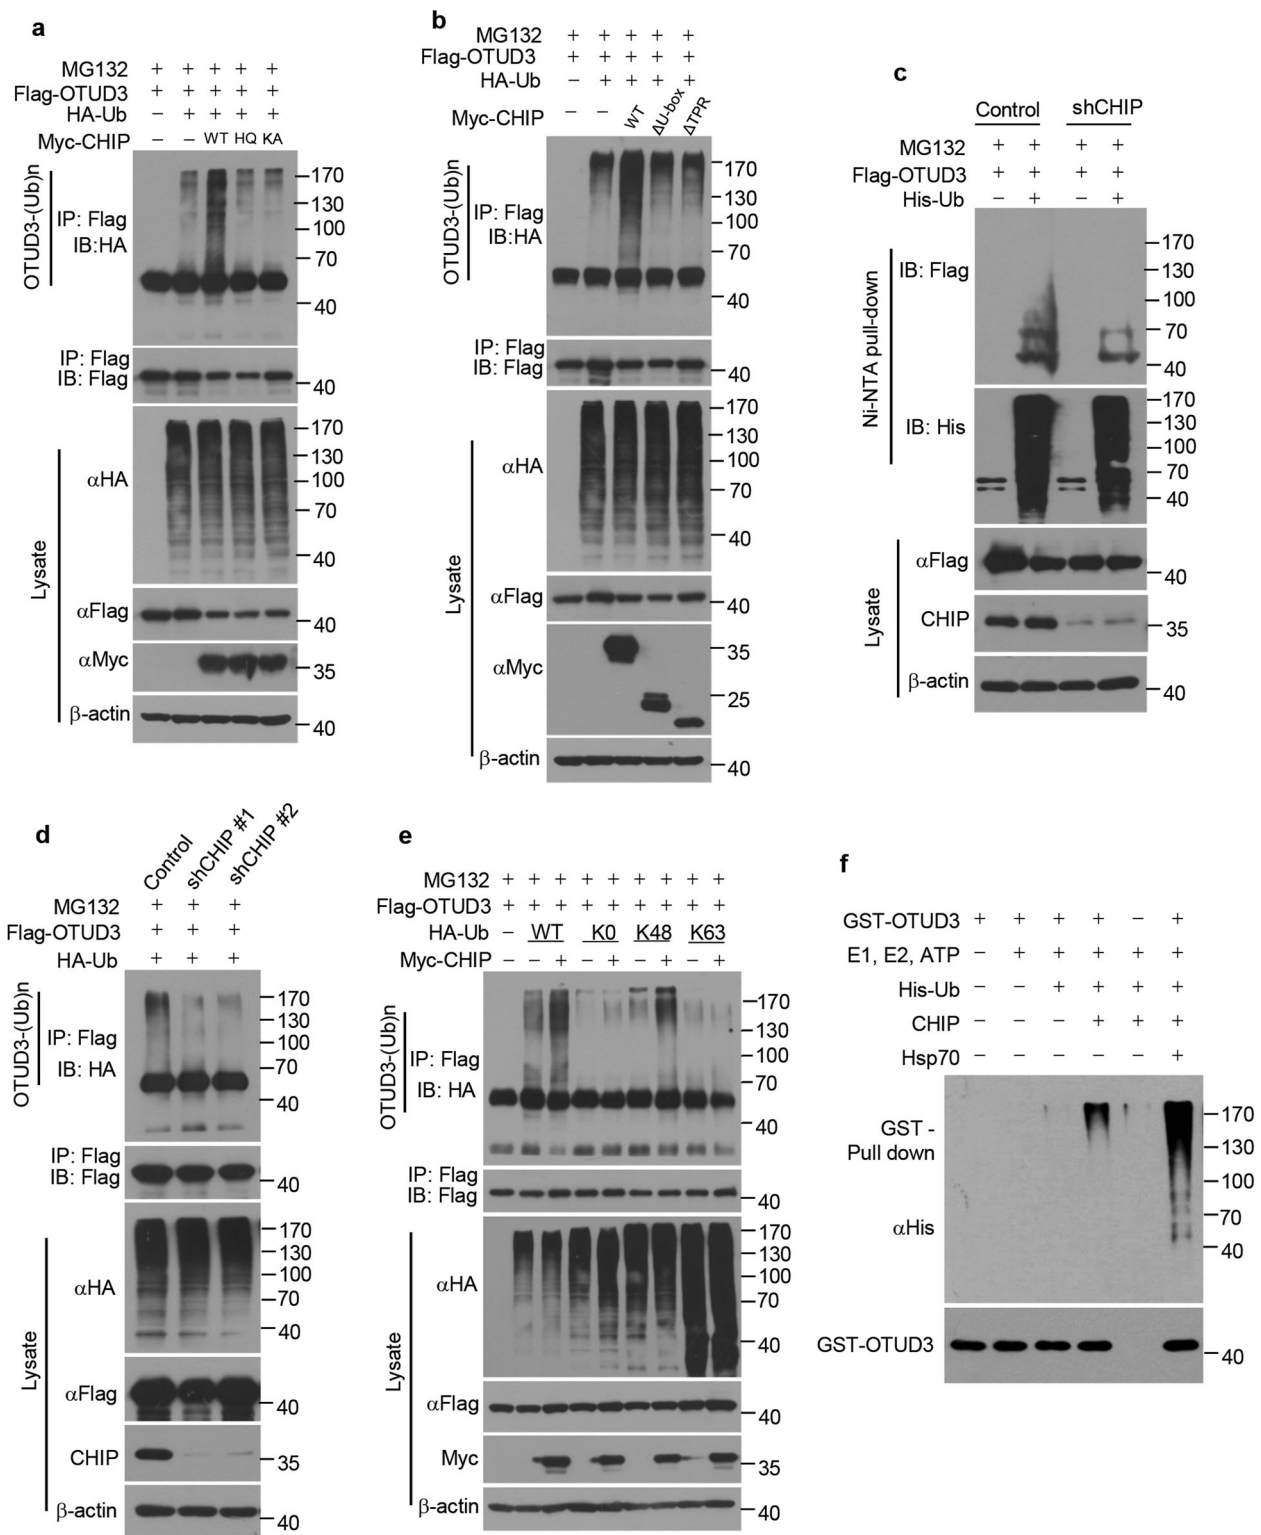 a
MG132 + + + + +
Flag-OTUD3 + + + + +
HA-Ub − + + + +
Myc-CHIP − − WT HQ KA
OTUD3-(Ub)n
IP: Flag
IB:HA
170
130
100
70
40
IP: Flag
IB: Flag
40
Lysate
αHA
170
130
100
70
40
αFlag
40
αMyc
35
β-actin
40
b
MG132 + + + + +
Flag-OTUD3 + + + + +
HA-Ub − + + + +
Myc-CHIP − − WT ΔU-box ΔTPR
OTUD3-(Ub)n
IP: Flag
IB:HA
170
130
100
70
40
IP: Flag
IB: Flag
40
Lysate
αHA
170
130
100
70
40
αFlag
40
αMyc
35
25
β-actin
40
c
Control shCHIP
MG132 + + + +
Flag-OTUD3 + + + +
His-Ub − + − +
Ni-NTA pull-down
IB: Flag
170
130
100
70
40
IB: His
170
130
100
70
40
Lysate
αFlag
40
CHIP
35
β-actin
40
d
Control shCHIP #1 shCHIP #2
MG132 + + +
Flag-OTUD3 + + +
HA-Ub + + +
OTUD3-(Ub)n
IP: Flag
IB: HA
170
130
100
70
40
IP: Flag
IB: Flag
40
Lysate
αHA
170
130
100
70
40
αFlag
40
CHIP
35
β-actin
40
e
MG132 + + + + + + + + +
Flag-OTUD3 + + + + + + + + +
HA-Ub − WT K0 K48 K63
Myc-CHIP − − + − + − + − +
OTUD3-(Ub)n
IP: Flag
IB: HA
170
130
100
70
40
IP: Flag
IB: Flag
40
Lysate
αHA
170
130
100
70
40
αFlag
40
Myc
35
β-actin
40
f
GST-OTUD3 + + + + − +
E1, E2, ATP − + + + + +
His-Ub − − + + + +
CHIP − − − + + +
Hsp70 − − − − − +
GST -
Pull down
αHis
170
130
100
70
40
GST-OTUD3
40